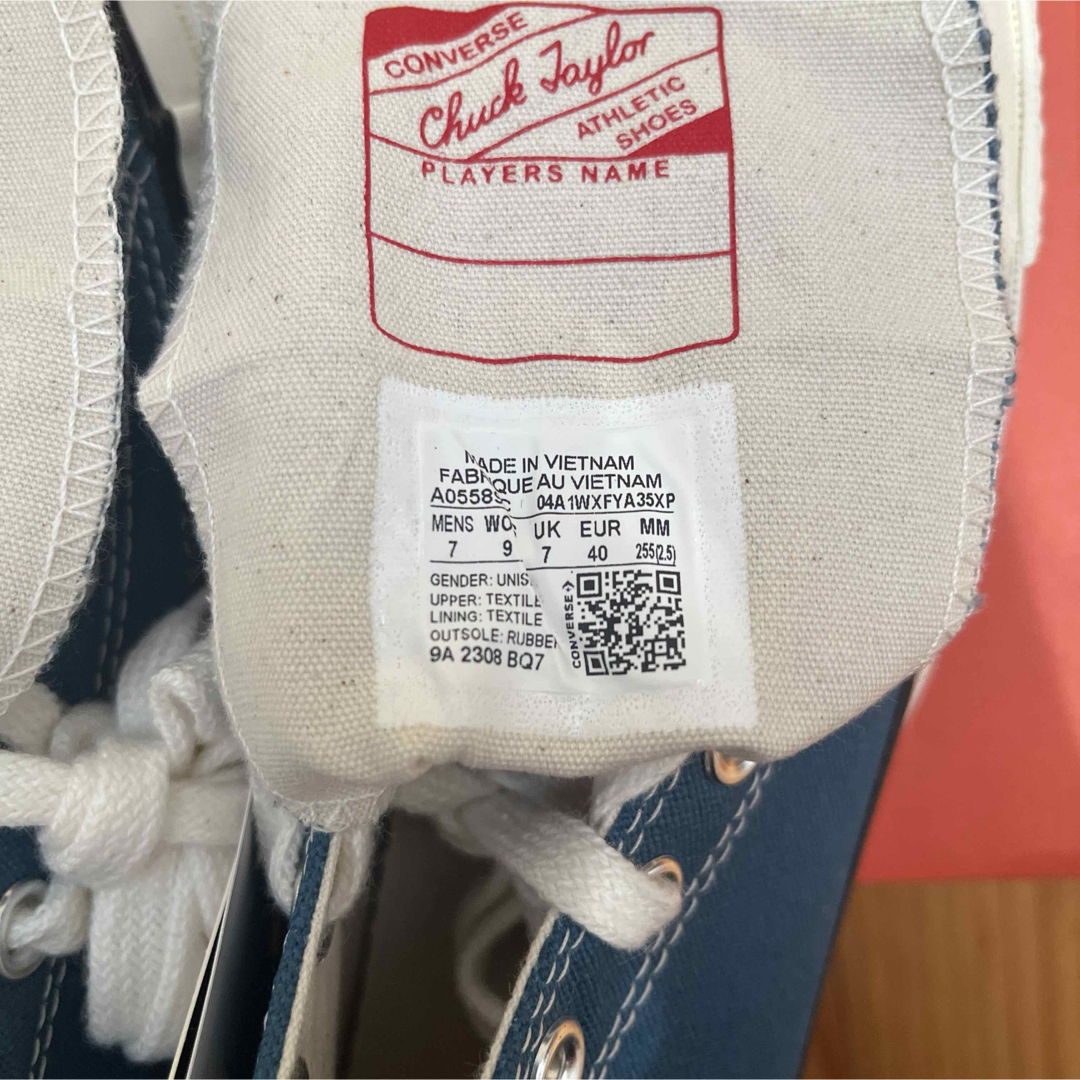 CONVERSE
Chuck Taylor
ATHLETIC
SHOES
PLAYERS NAME
MADE IN VIETNAM
AU VIETNAM
04A1WXFYA35XP
MENS UK EUR MM
7 9 7 40 255(2.5)
GENDER:
UPPER: TEXTILE
LINING: TEXTILE
OUTSOLE: RUBBER
9A 2308 BQ7
CONVERSE